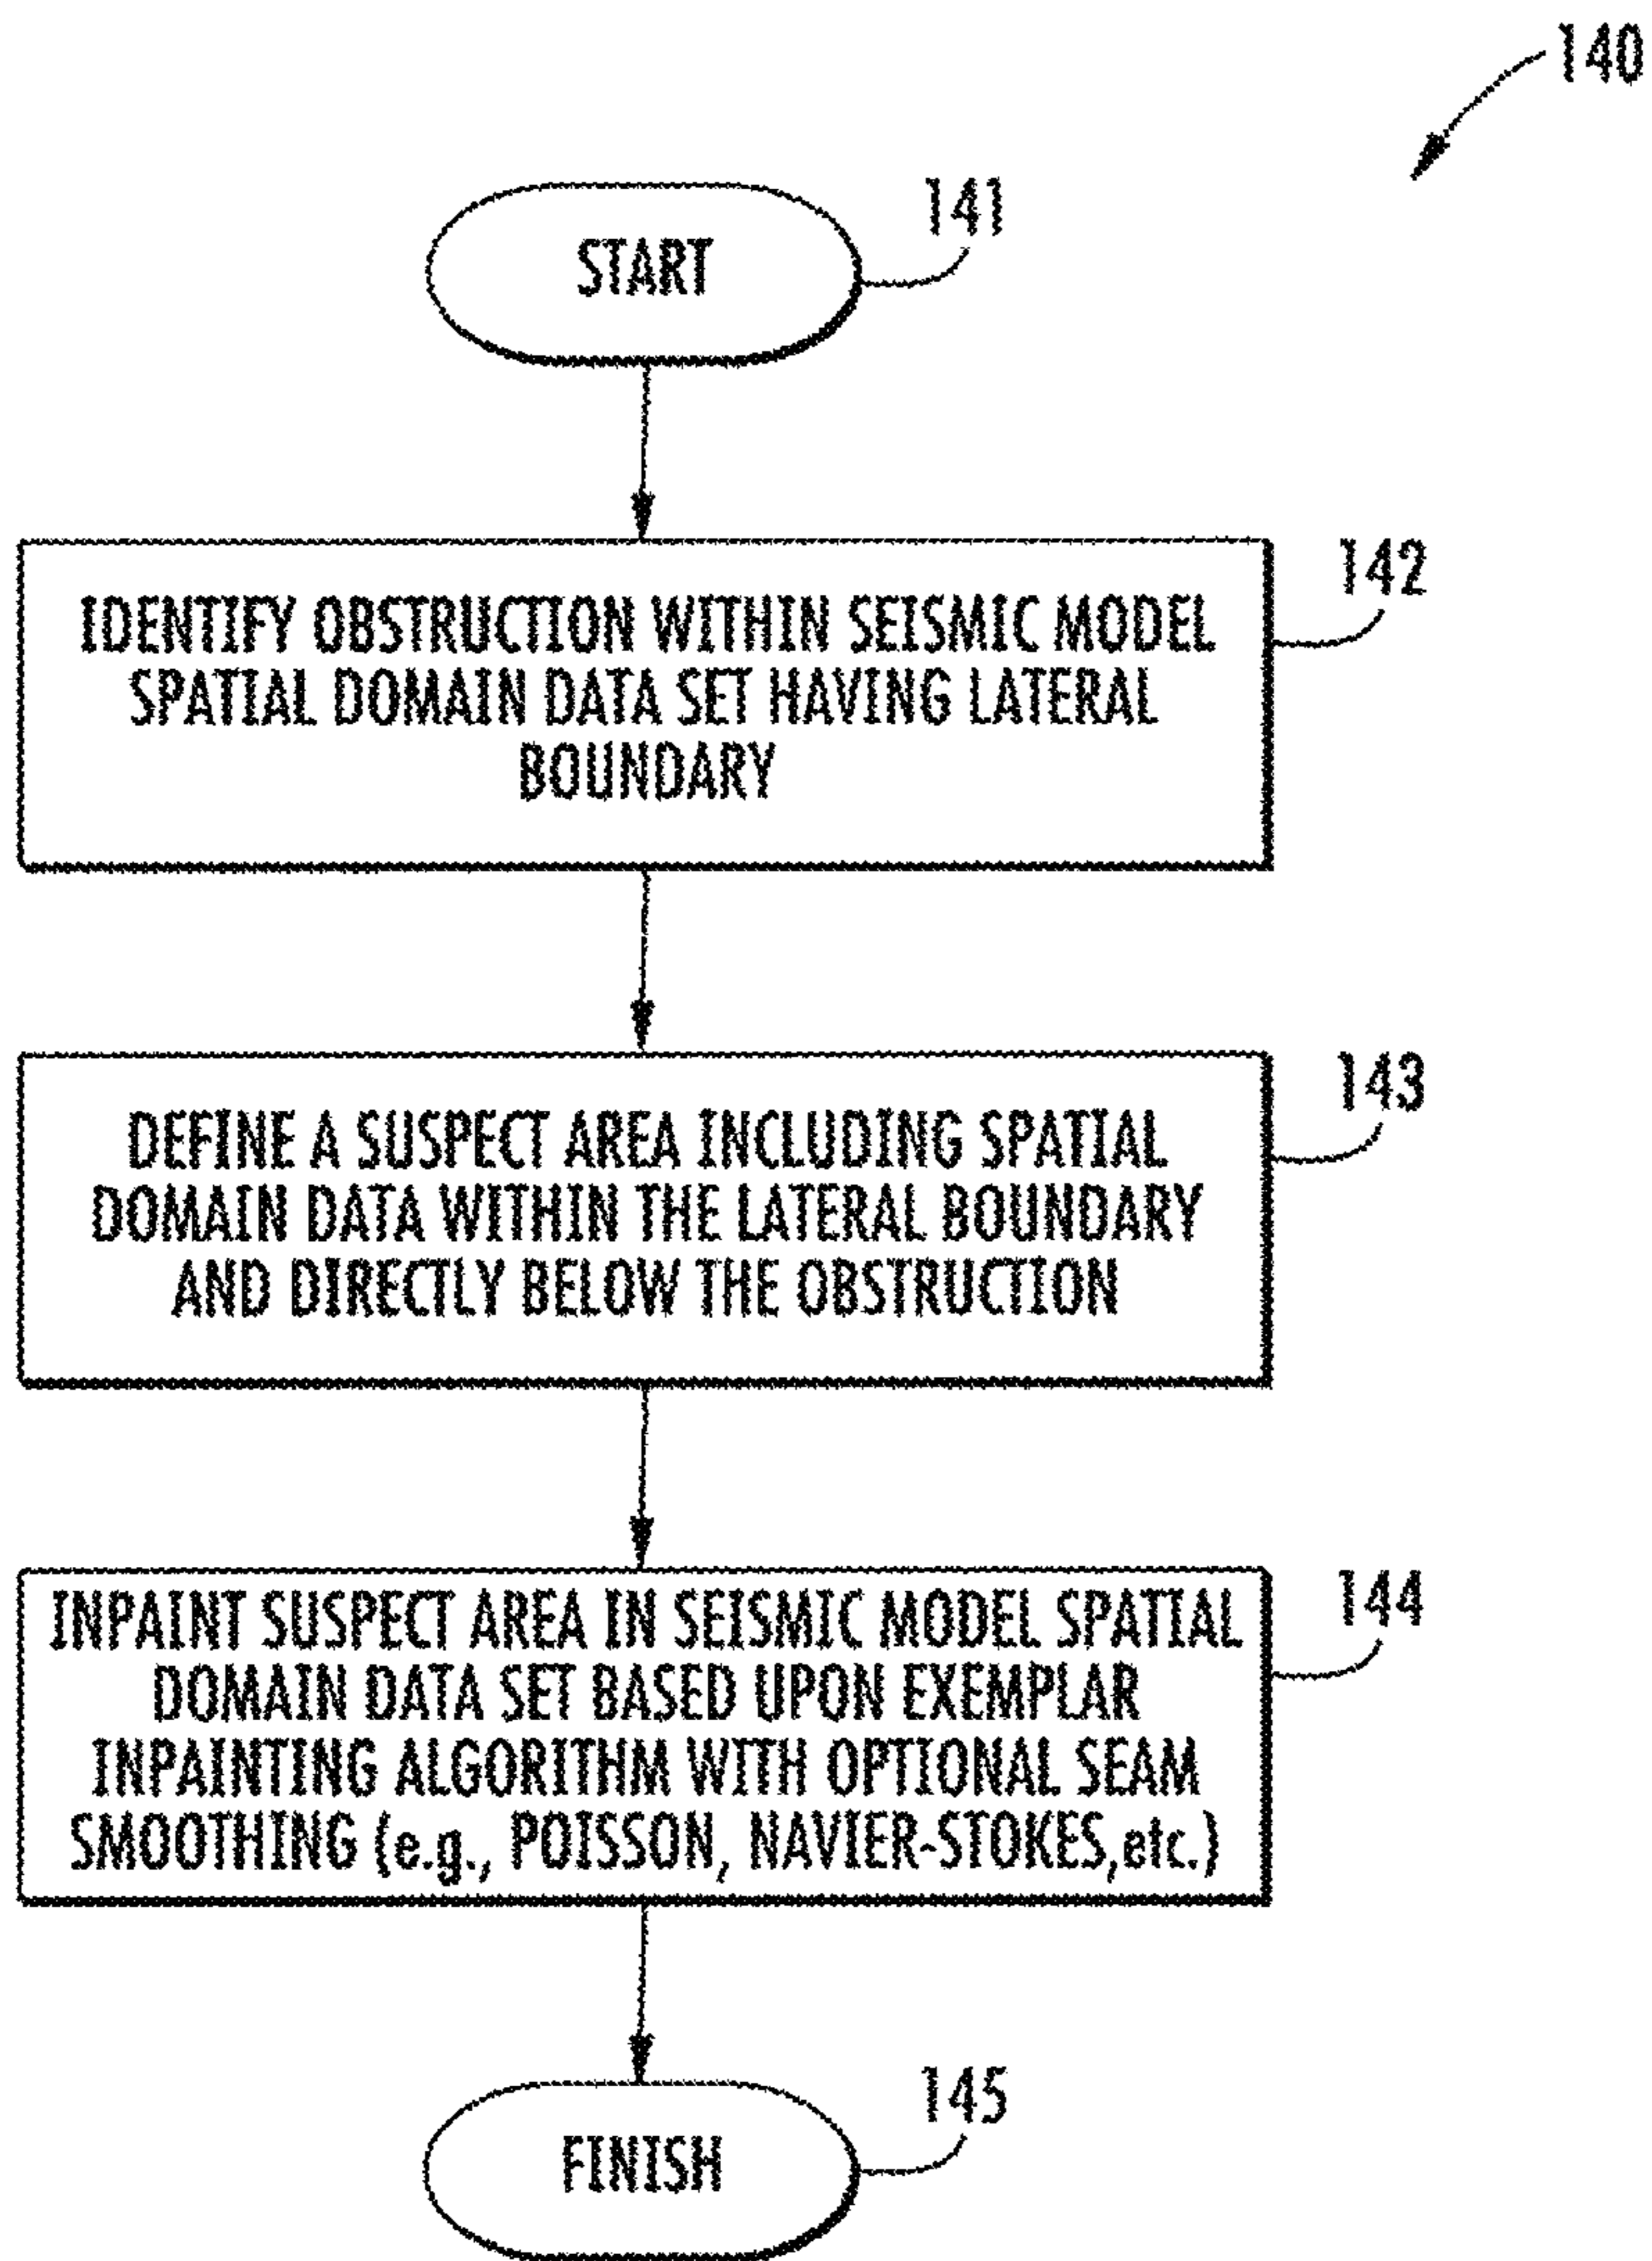 140
141
START
142
IDENTIFY OBSTRUCTION WITHIN SEISMIC MODEL
SPATIAL DOMAIN DATA SET HAVING LATERAL
BOUNDARY
143
DEFINE A SUSPECT AREA INCLUDING SPATIAL
DOMAIN DATA WITHIN THE LATERAL BOUNDARY
AND DIRECTLY BELOW THE OBSTRUCTION
144
INPAINT SUSPECT AREA IN SEISMIC MODEL SPATIAL
DOMAIN DATA SET BASED UPON EXEMPLAR
INPAINTING ALGORITHM WITH OPTIONAL SEAM
SMOOTHING (e.g., POISSON, NAVIER-STOKES,etc.)
145
FINISH